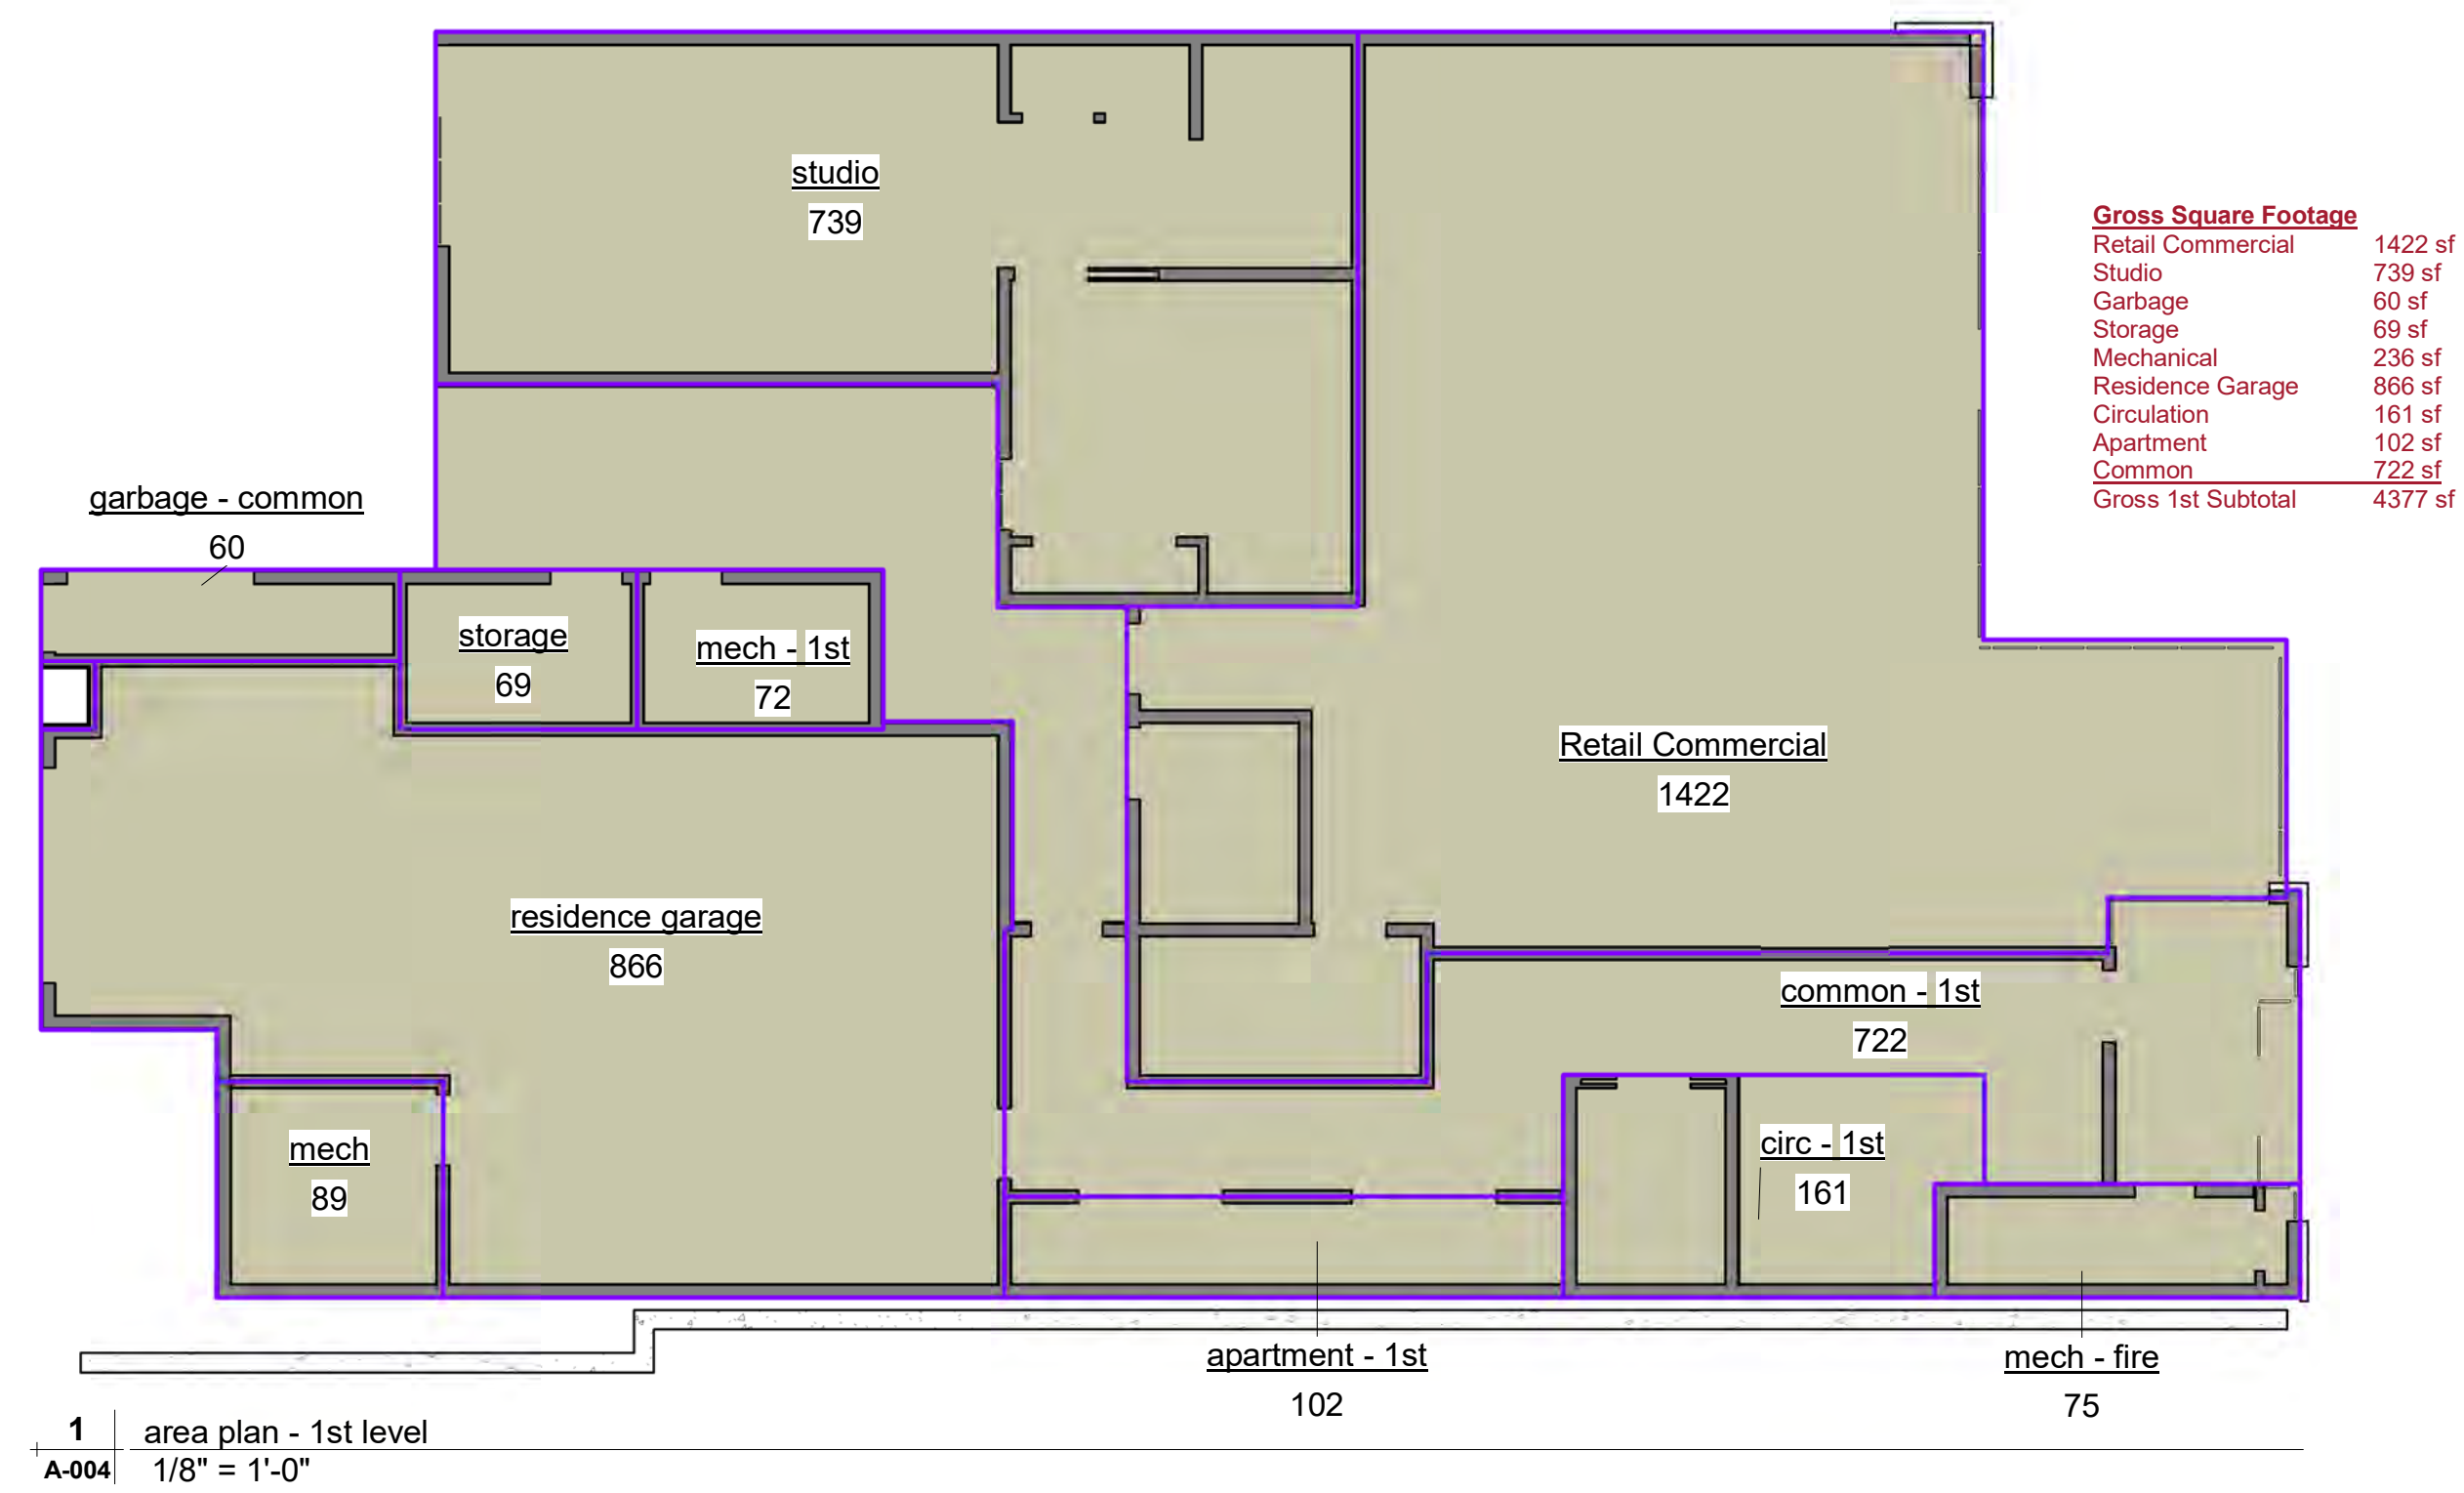 studio
739
Gross Square Footage
Retail Commercial 1422 sf
Studio 739 sf
Garbage 60 sf
Storage 69 sf
Mechanical 236 sf
Residence Garage 866 sf
Circulation 161 sf
Apartment 102 sf
Common 722 sf
Gross 1st Subtotal 4377 sf
garbage - common
60
storage
69
mech - 1st
72
Retail Commercial
1422
residence garage
866
common - 1st
722
mech
89
circ - 1st
161
apartment - 1st
102
mech - fire
75
1 area plan - 1st level
A-004 1/8" = 1'-0"